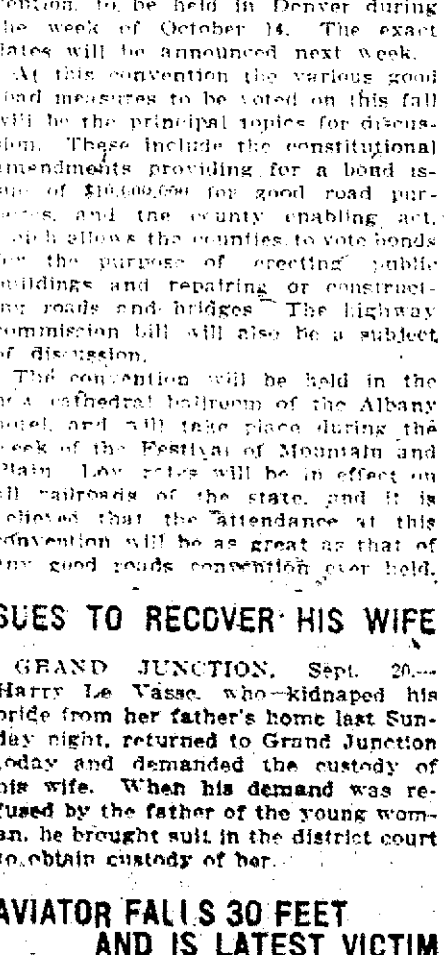 vention, to be held in Denver during
the week of October 14. The exact
dates will be announced next week.
At this convention the various good
road measures to be voted on this fall
will be the principal topics for discus-
sion. These include the constitutional
amendments providing for a bond is-
sue of $10,000,000 for good road pur-
poses, and the county enabling act,
which allows the counties to vote bonds
for the purpose of erecting public
buildings and repairing or construct-
ing roads and bridges. The highway
commission bill will also be a subject
of discussion.
The convention will be held in the
new cathedral ballroom of the Albany
hotel, and will take place during the
week of the Festival of Mountain and
Plain. Low rates will be in effect on
all railroads of the state, and it is
believed that the attendance at this
convention will be as great as that of
any good roads convention ever held.
SUES TO RECOVER HIS WIFE
GRAND JUNCTION, Sept. 20.—
Harry Le Vasse, who kidnaped his
bride from her father's home last Sun-
day night, returned to Grand Junction
today and demanded the custody of
his wife. When his demand was re-
fused by the father of the young wom-
an, he brought suit in the district court
to obtain custody of her.
AVIATOR FALLS 30 FEET
AND IS LATEST VICTIM